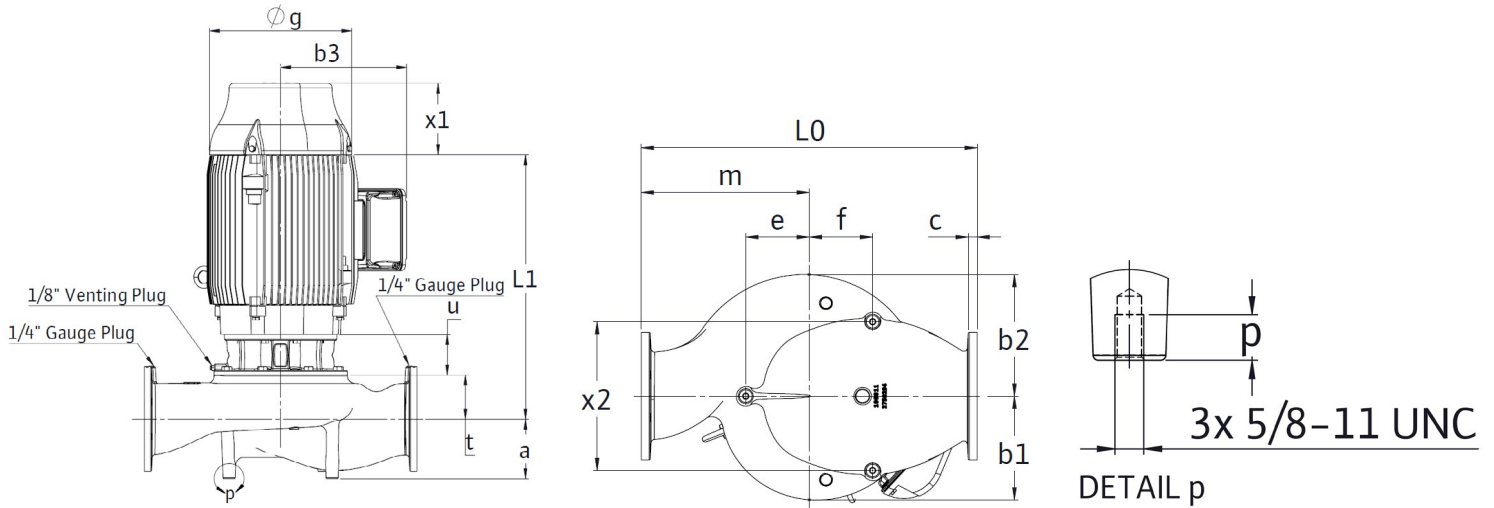 Ø g
b3
x1
L1
1/4" Gauge Plug
1/8" Venting Plug
u
1/4" Gauge Plug
t
a
p
L0
m
e
f
c
b2
x2
b1
p
3x 5/8-11 UNC
DETAIL p